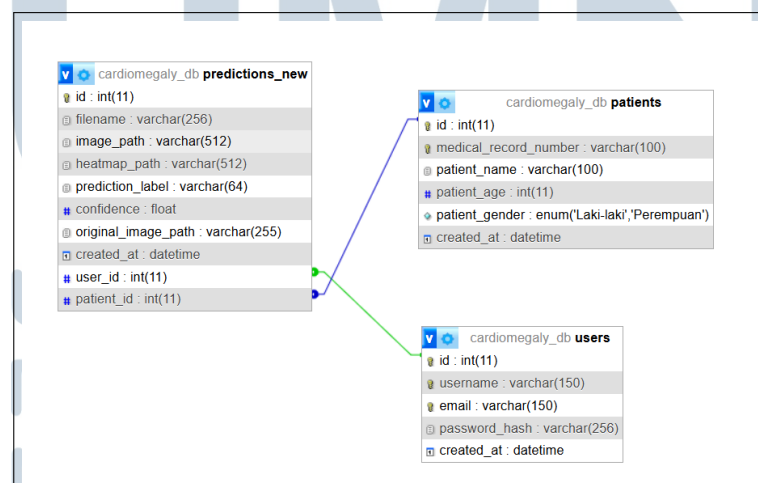 cardiomegaly_db predictions_new
id : int(11)
filename : varchar(256)
image_path : varchar(512)
heatmap_path : varchar(512)
prediction_label : varchar(64)
# confidence : float
original_image_path : varchar(255)
created_at : datetime
# user_id : int(11)
# patient_id : int(11)
cardiomegaly_db patients
id : int(11)
medical_record_number : varchar(100)
patient_name : varchar(100)
# patient_age : int(11)
patient_gender : enum('Laki-laki','Perempuan')
created_at : datetime
cardiomegaly_db users
id : int(11)
username : varchar(150)
email : varchar(150)
password_hash : varchar(256)
created_at : datetime